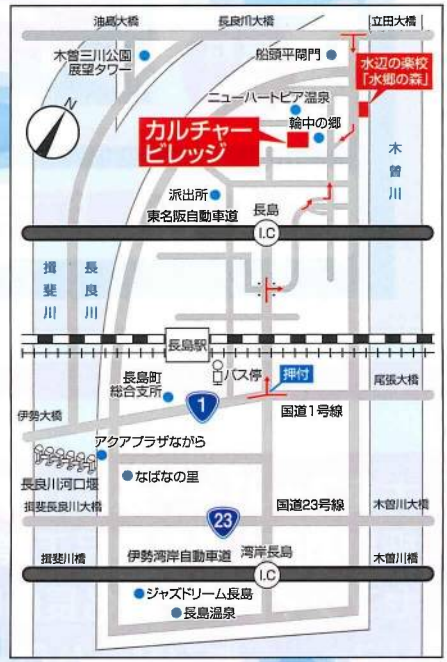 油島大橋
長良川大橋
立田大橋
木曽三川公園
展望タワー
船頭平閘門
水辺の楽校
「水郷の森」
N
ニューハートピア温泉
カルチャー
ビレッジ
輪中の郷
木曽川
派出所
東名阪自動車道
長島
I.C
揖斐川
長良川
長島駅
バス停
押付
長島町
総合支所
尾張大橋
1
国道1号線
伊勢大橋
アクアプラザながら
長良川河口堰
なばなの里
国道23号線
揖斐長良川大橋
23
木曽川大橋
揖斐川橋
伊勢湾岸自動車道
湾岸長島
木曽川橋
I.C
ジャズドリーム長島
長島温泉